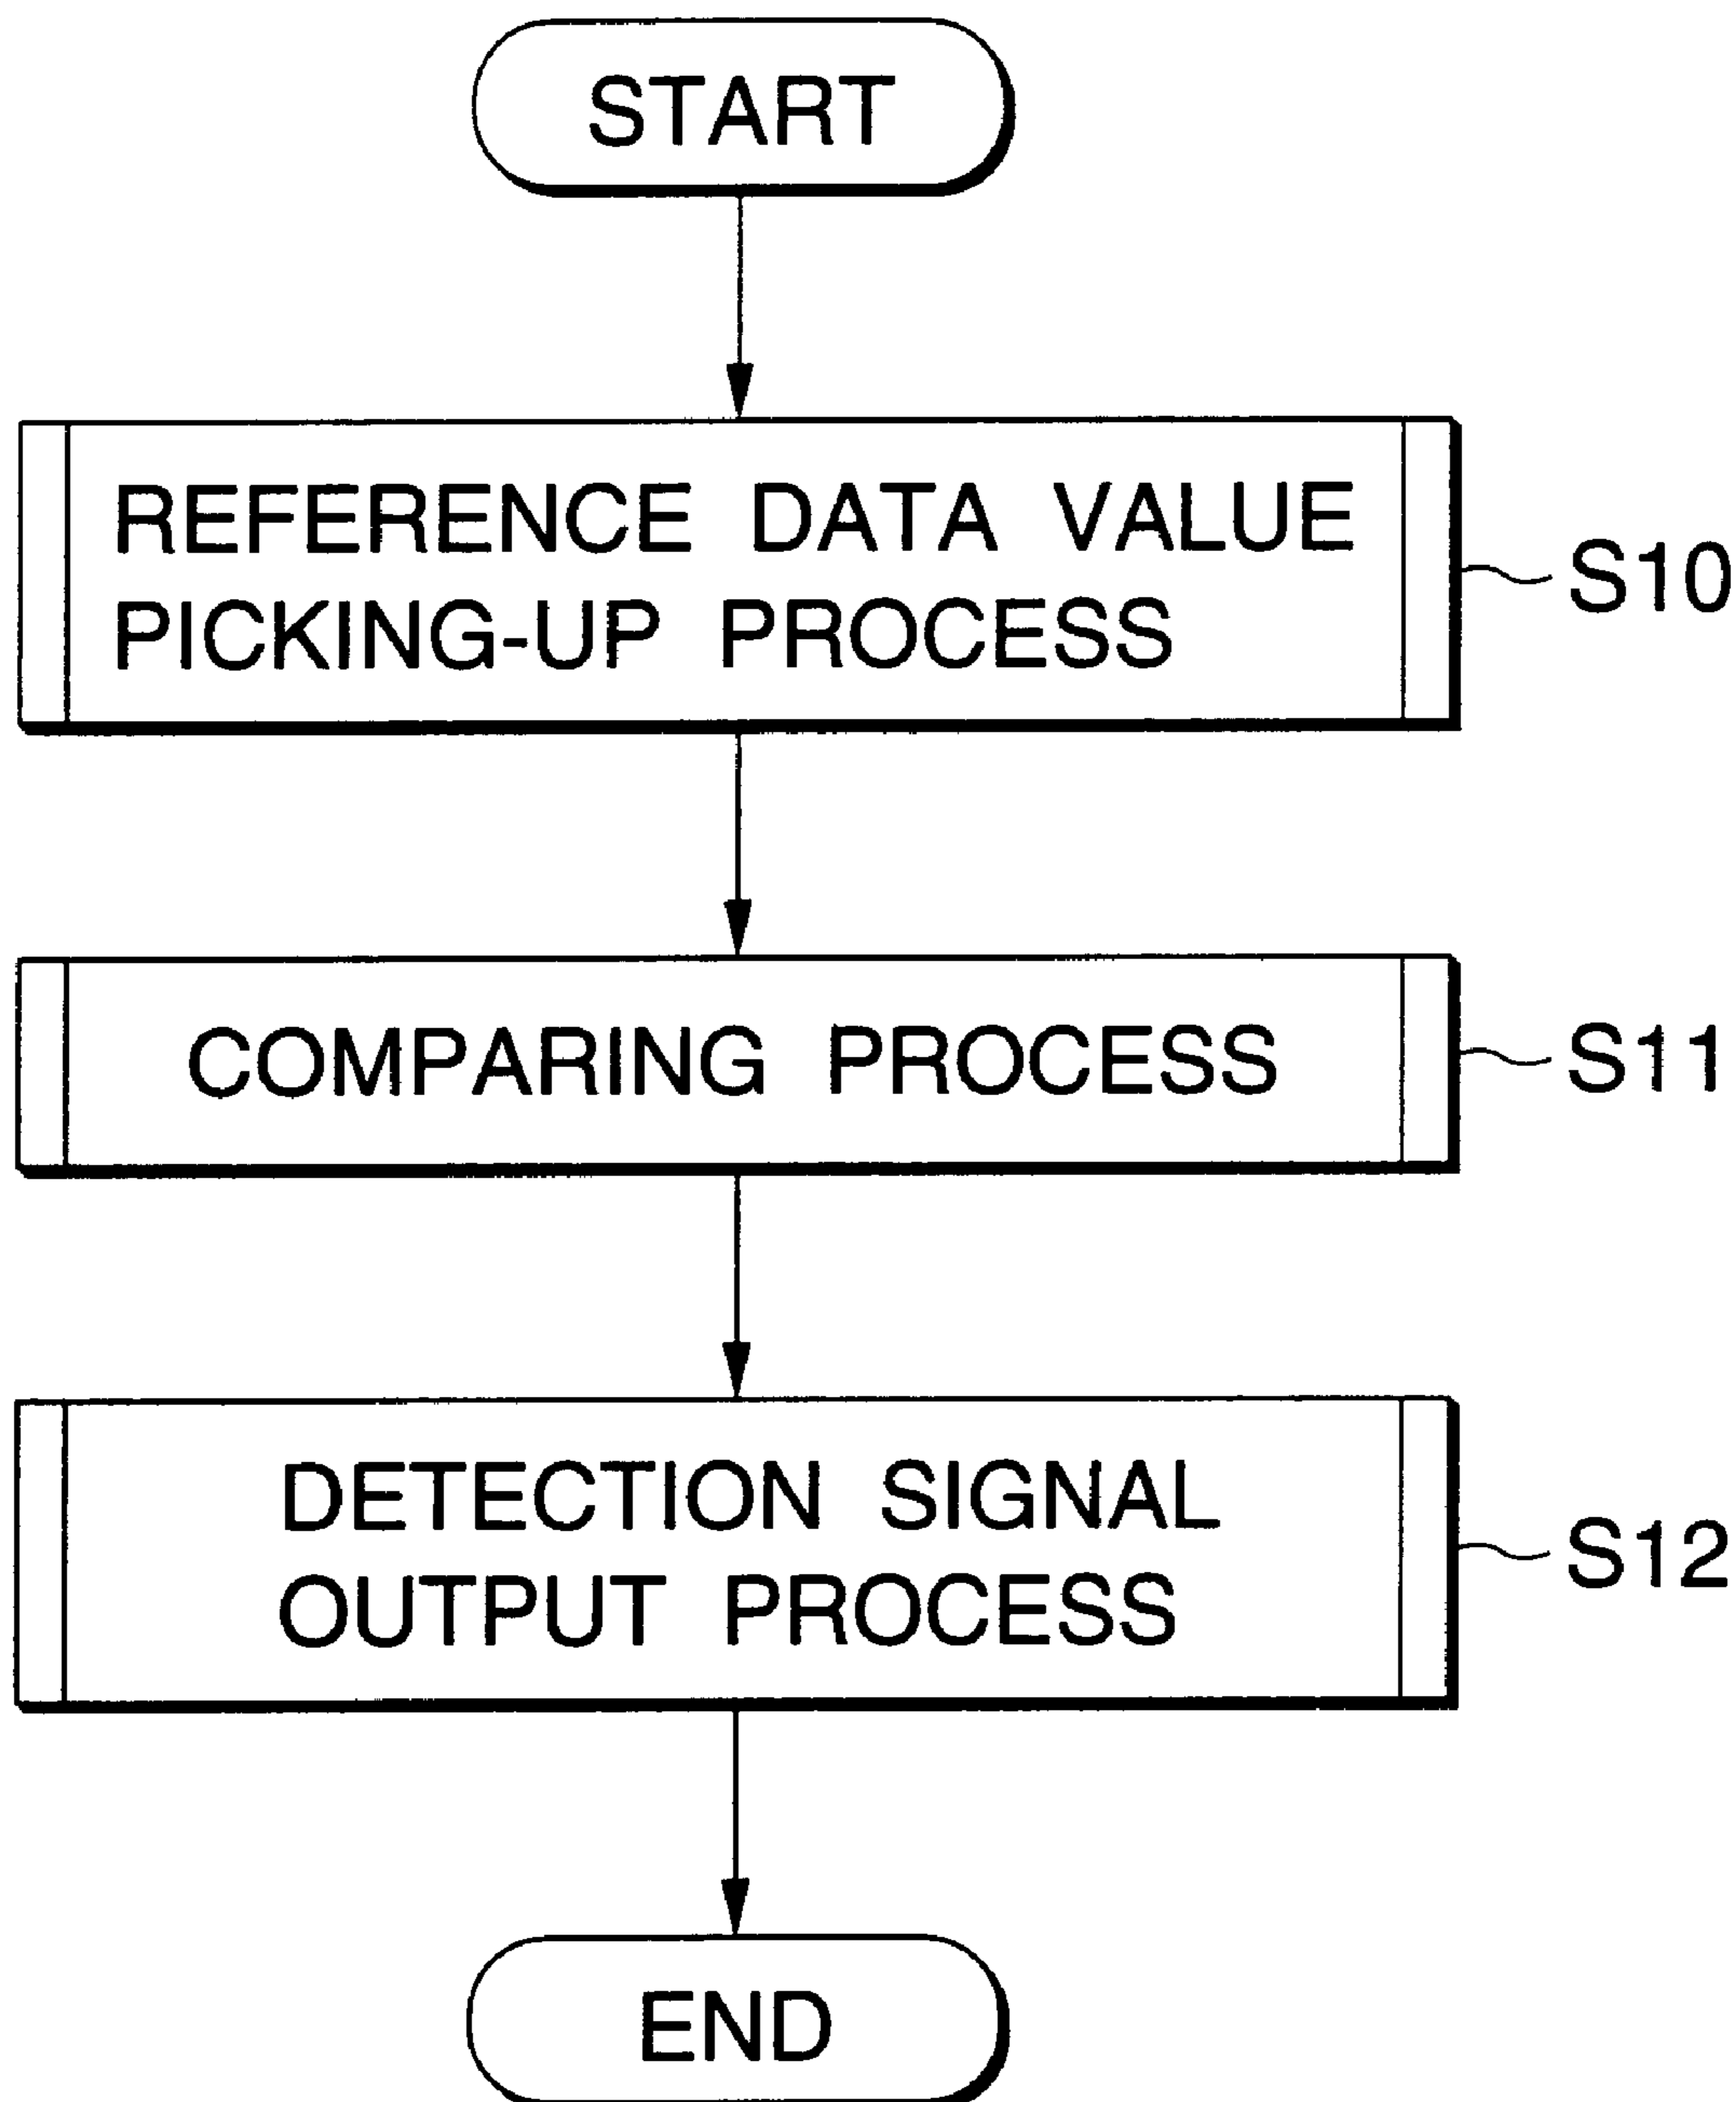 START
REFERENCE DATA VALUE
PICKING-UP PROCESS
S10
COMPARING PROCESS
S11
DETECTION SIGNAL
OUTPUT PROCESS
S12
END